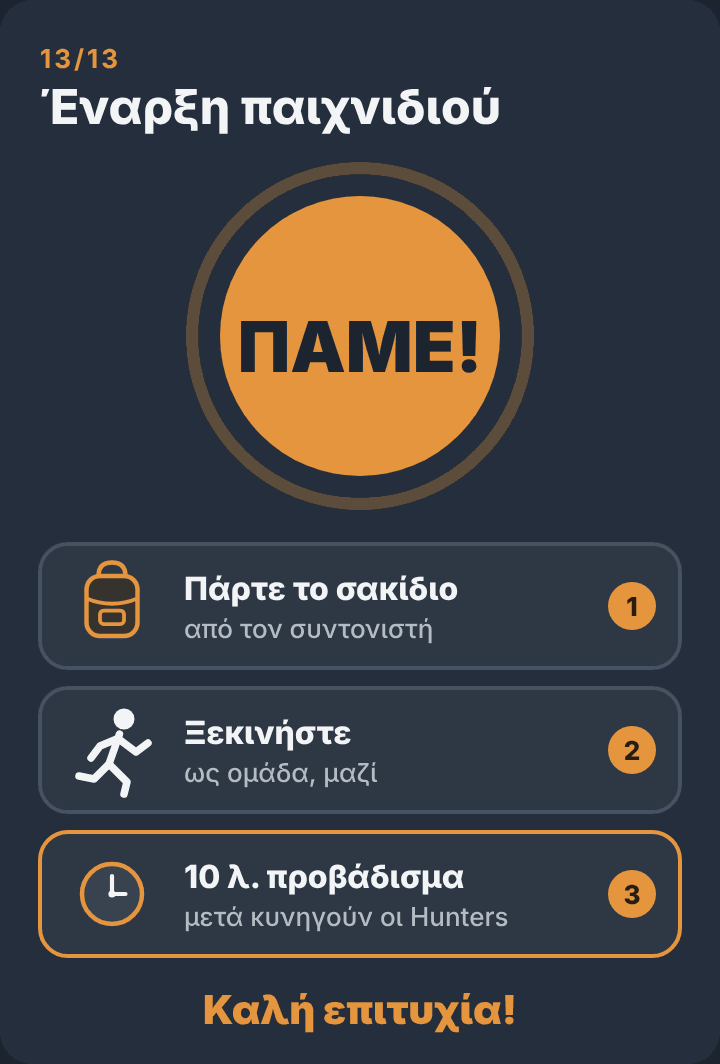 13/13
Έναρξη παιχνιδιού
ΠΑΜΕ!
Πάρτε το σακίδιο
από τον συντονιστή
1
Ξεκινήστε
ως ομάδα, μαζί
2
10 λ. προβάδισμα
μετά κυνηγούν οι Hunters
3
Καλή επιτυχία!